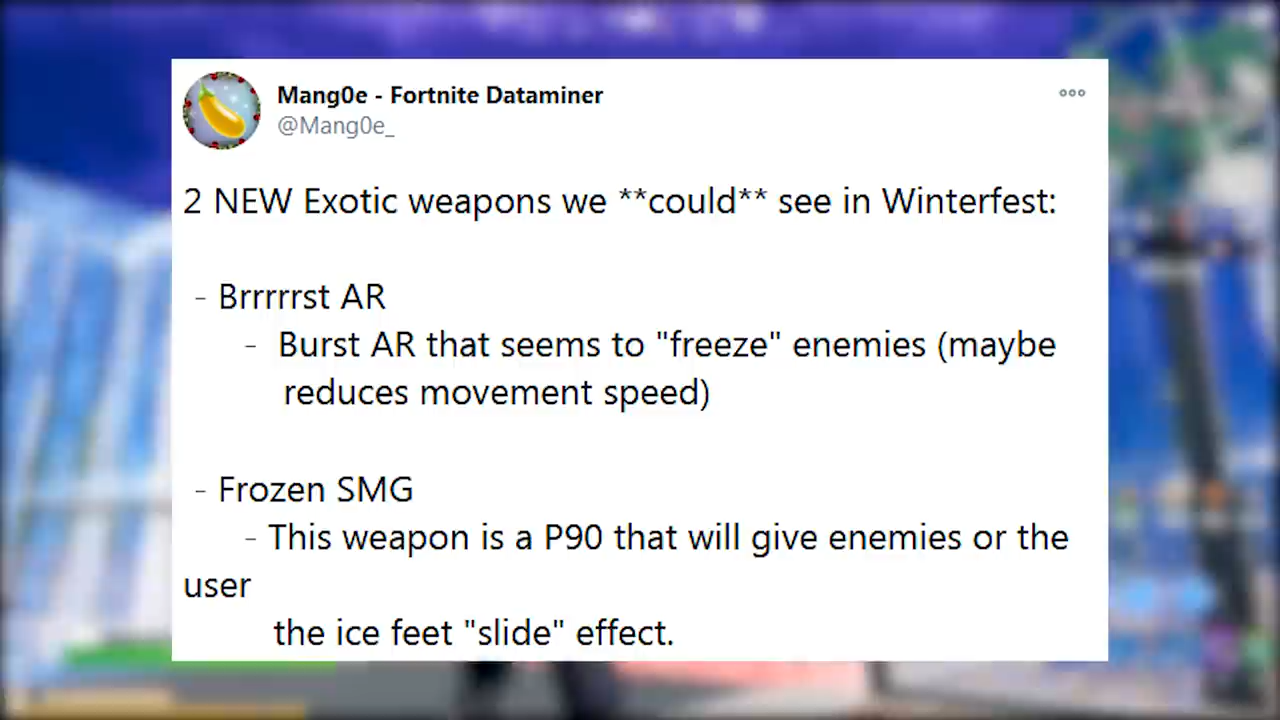 Mang0e - Fortnite Dataminer
@Mang0e_
2 NEW Exotic weapons we **could** see in Winterfest:
- Brrrrrst AR
- Burst AR that seems to "freeze" enemies (maybe
reduces movement speed)
- Frozen SMG
- This weapon is a P90 that will give enemies or the
user
the ice feet "slide" effect.